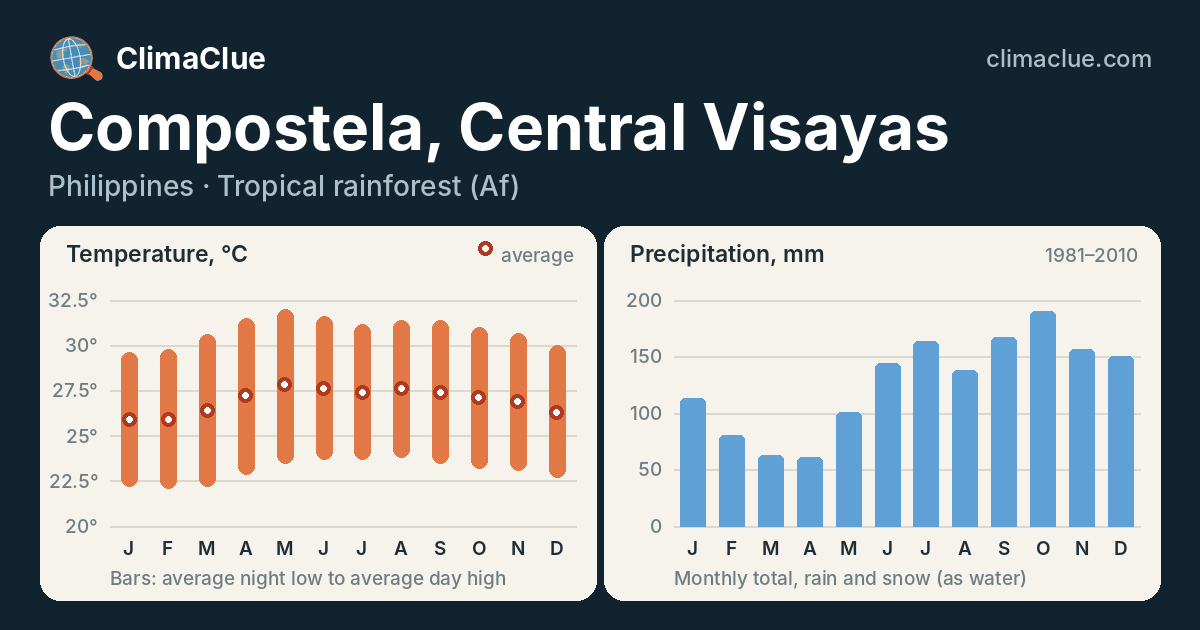 ClimaClue
climaclue.com
Compostela, Central Visayas
Philippines · Tropical rainforest (Af)
Temperature, °C
average
32.5°
30°
27.5°
25°
22.5°
20°
J F M A M J J A S O N D
Bars: average night low to average day high
Precipitation, mm
1981–2010
200
150
100
50
0
J F M A M J J A S O N D
Monthly total, rain and snow (as water)